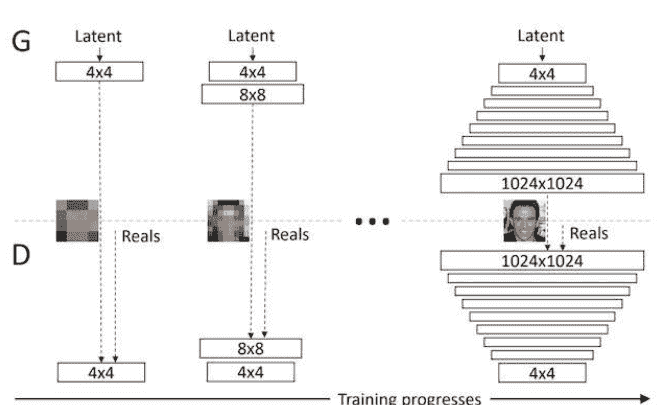 G
Latent
Latent
Latent
4x4
4x4
4x4
8x8
1024x1024
Reals
Reals
Reals
D
1024x1024
8x8
4x4
4x4
4x4
Training progresses